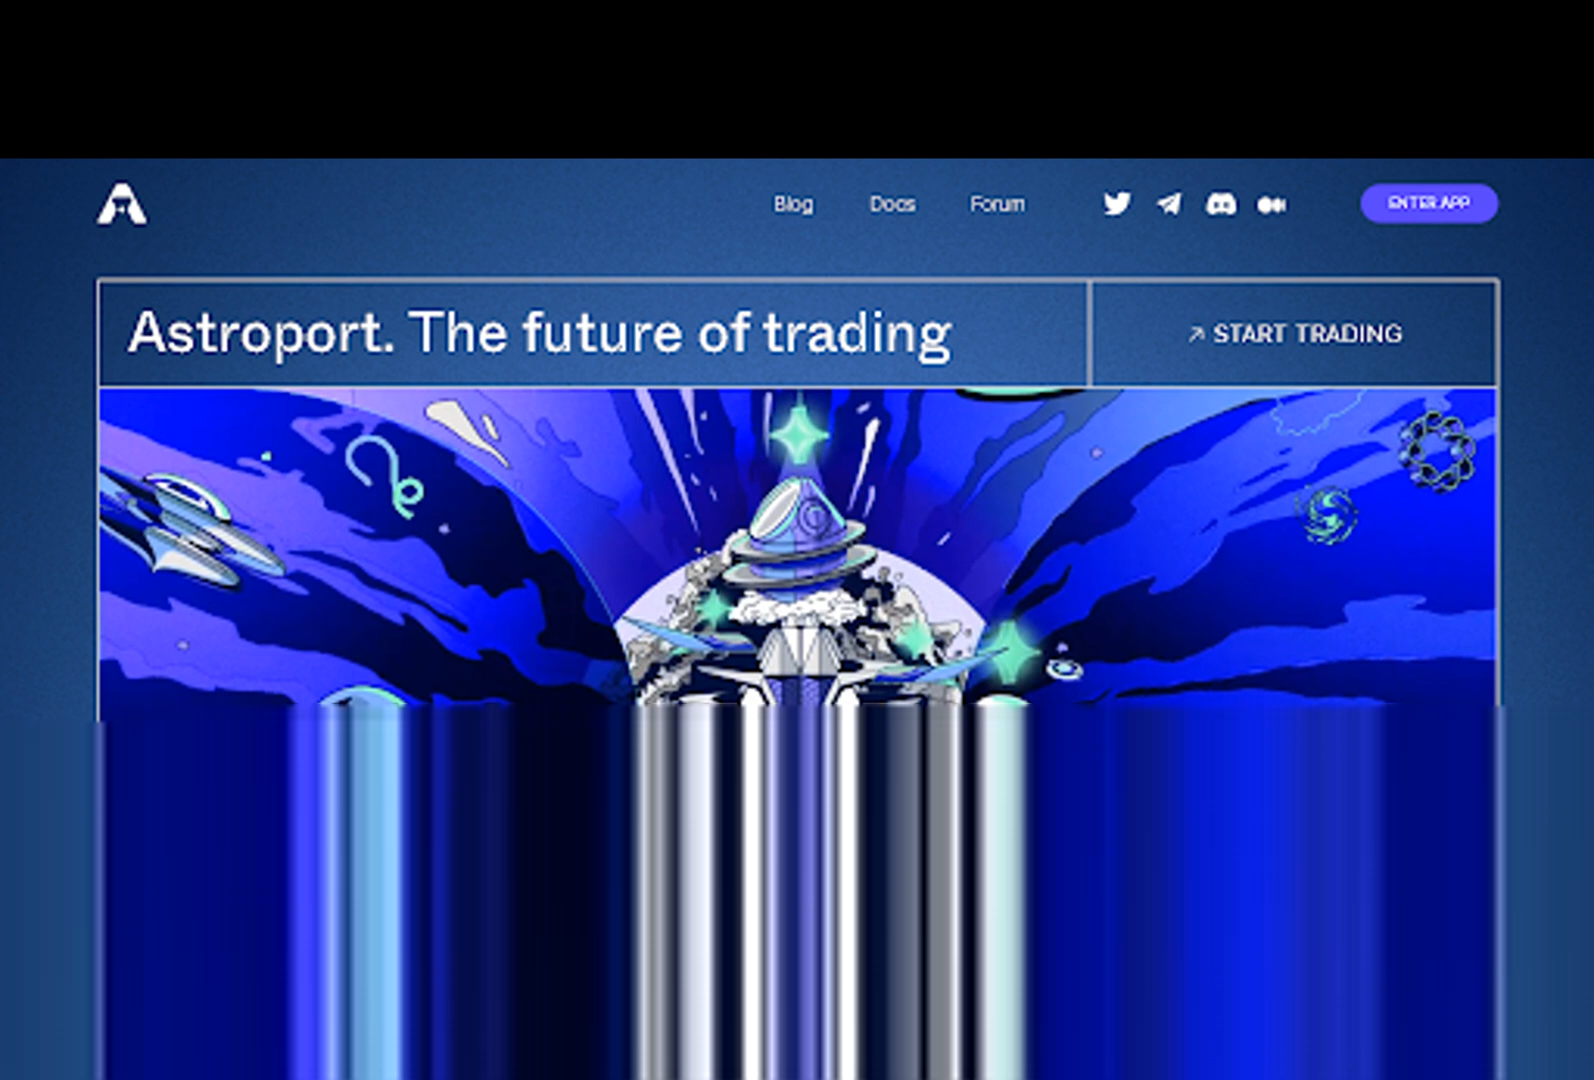 Blog Docs Forum ENTER APP
Astroport. The future of trading
↗ START TRADING